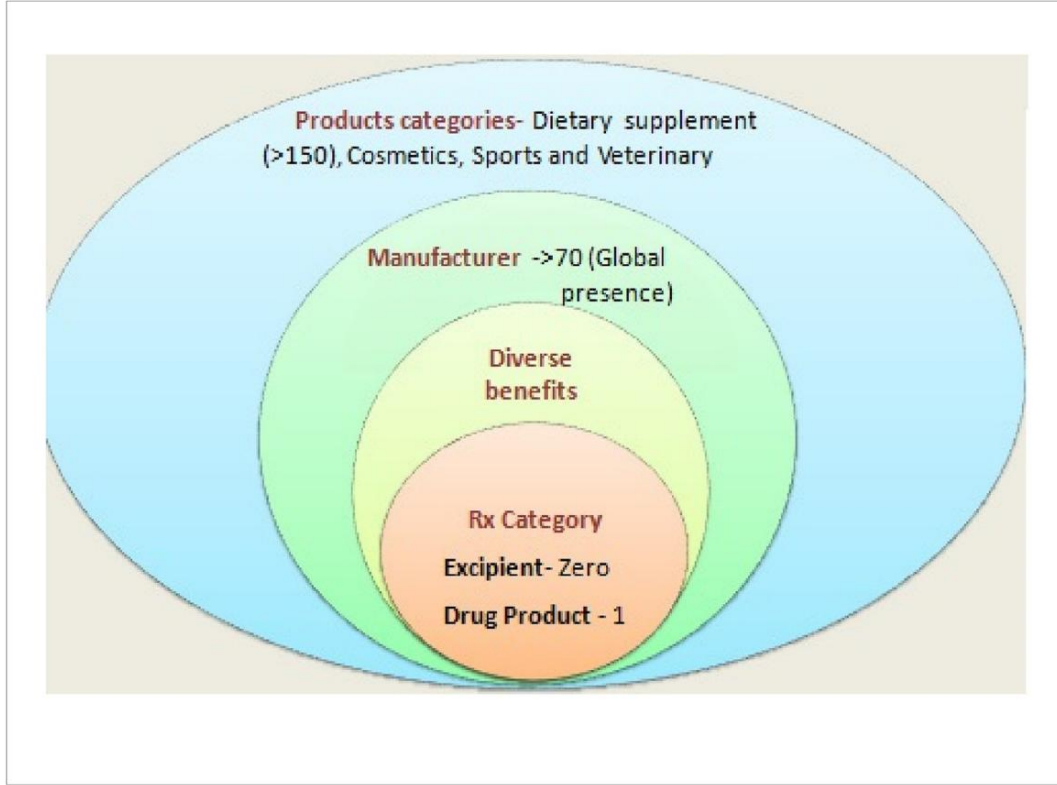 Products categories- Dietary supplement
(>150), Cosmetics, Sports and Veterinary
Manufacturer ->70 (Global
presence)
Diverse
benefits
Rx Category
Excipient- Zero
Drug Product - 1